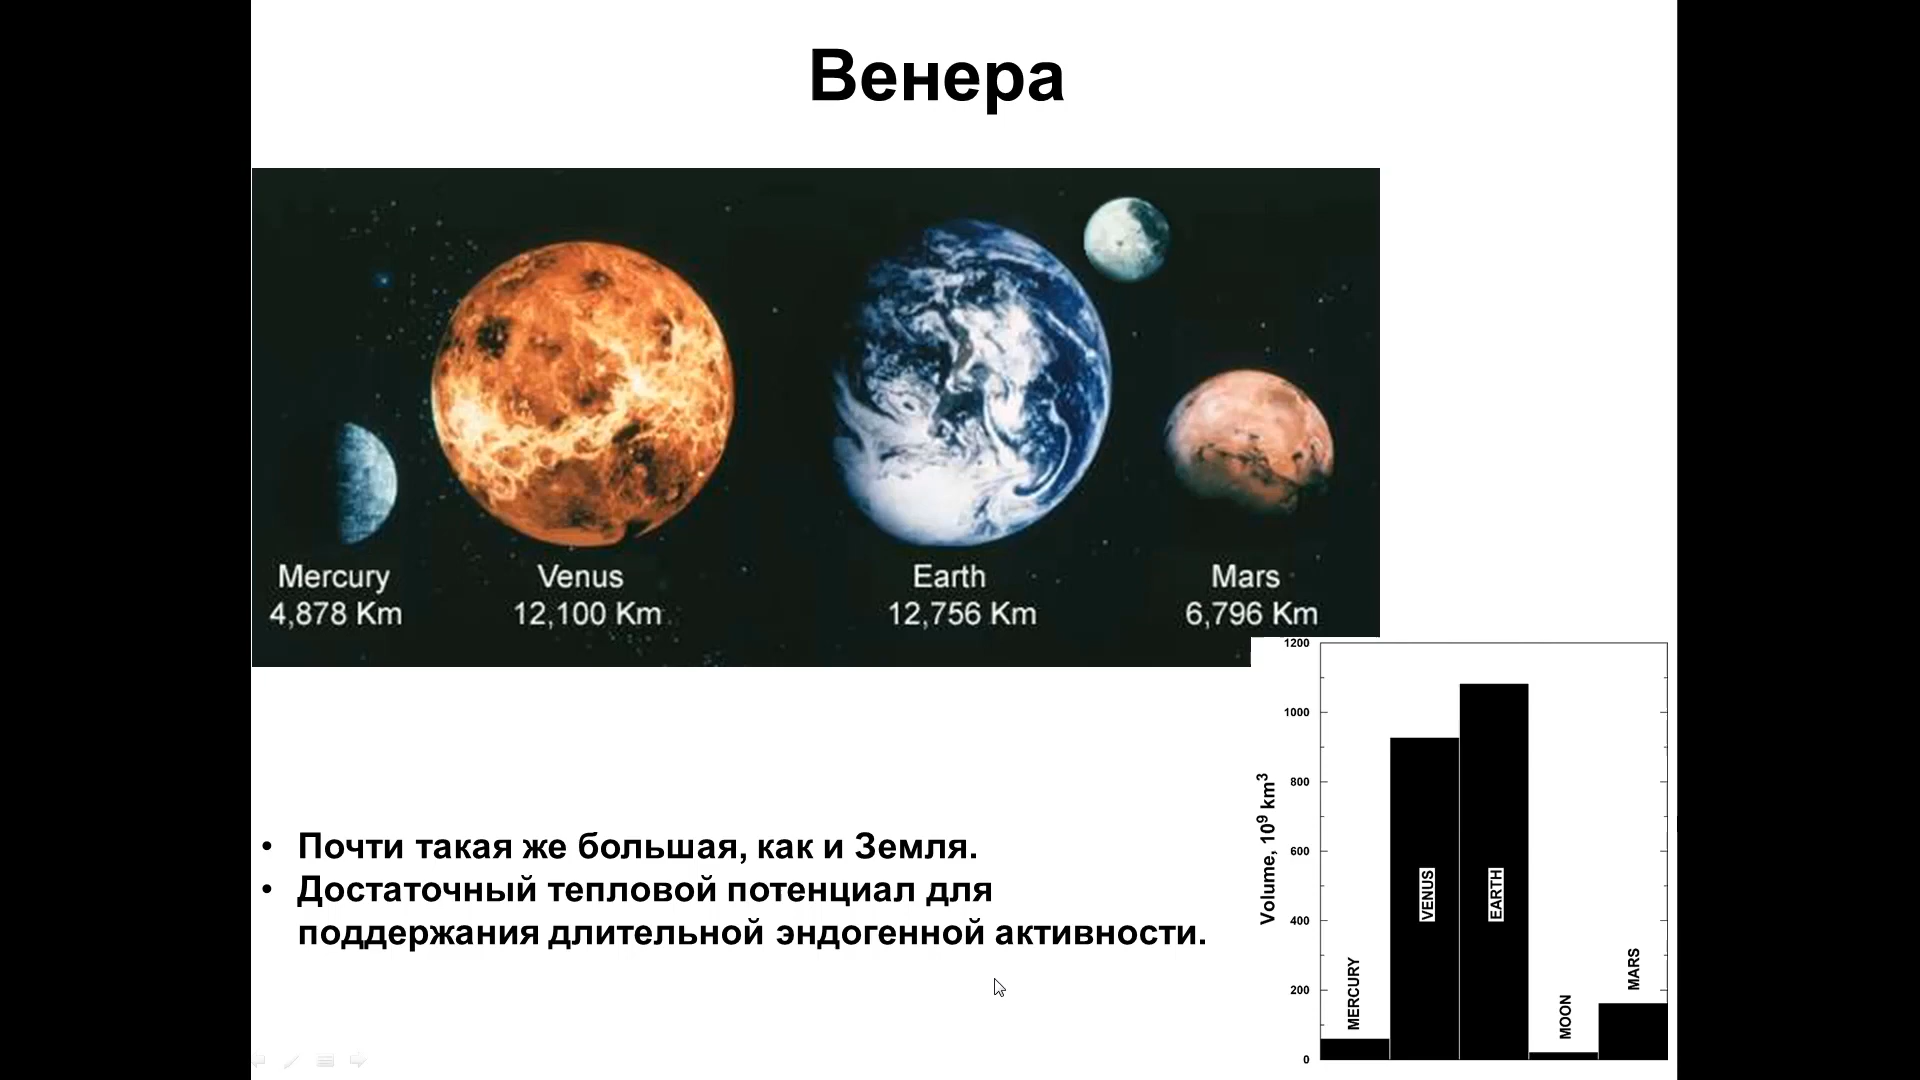 Венера
Mercury
4,878 Km
Venus
12,100 Km
Earth
12,756 Km
Mars
6,796 Km
• Почти такая же большая, как и Земля.
• Достаточный тепловой потенциал для
поддержания длительной эндогенной активности.
Volume, 10⁹ km³
1200
1000
800
600
400
200
0
MERCURY
VENUS
EARTH
MOON
MARS